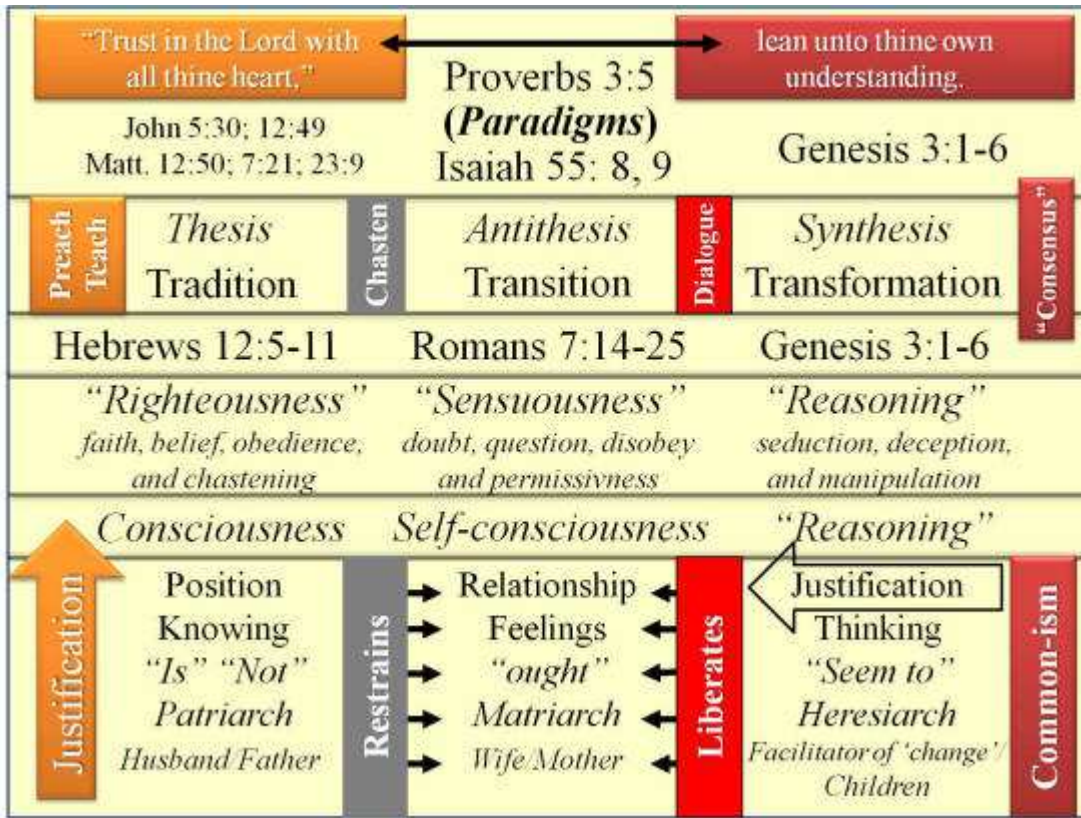 “Trust in the Lord with
all thine heart,”
lean unto thine own
understanding.
Proverbs 3:5
(Paradigms)
Isaiah 55: 8, 9
John 5:30; 12:49
Matt. 12:50; 7:21; 23:9
Genesis 3:1-6
Preach
Teach
Thesis
Tradition
Chasten
Antithesis
Transition
Dialogue
Synthesis
Transformation
“Consensus”
Hebrews 12:5-11
Romans 7:14-25
Genesis 3:1-6
“Righteousness”
faith, belief, obedience,
and chastening
“Sensuousness”
doubt, question, disobey
and permissivness
“Reasoning”
seduction, deception,
and manipulation
Consciousness
Self-consciousness
“Reasoning”
Justification
Position
Knowing
“Is” “Not”
Patriarch
Husband/Father
Restrains
Relationship
Feelings
“ought”
Matriarch
Wife/Mother
Liberates
Justification
Thinking
“Seem to”
Heresiarch
Facilitator of ‘change’/
Children
Common-ism